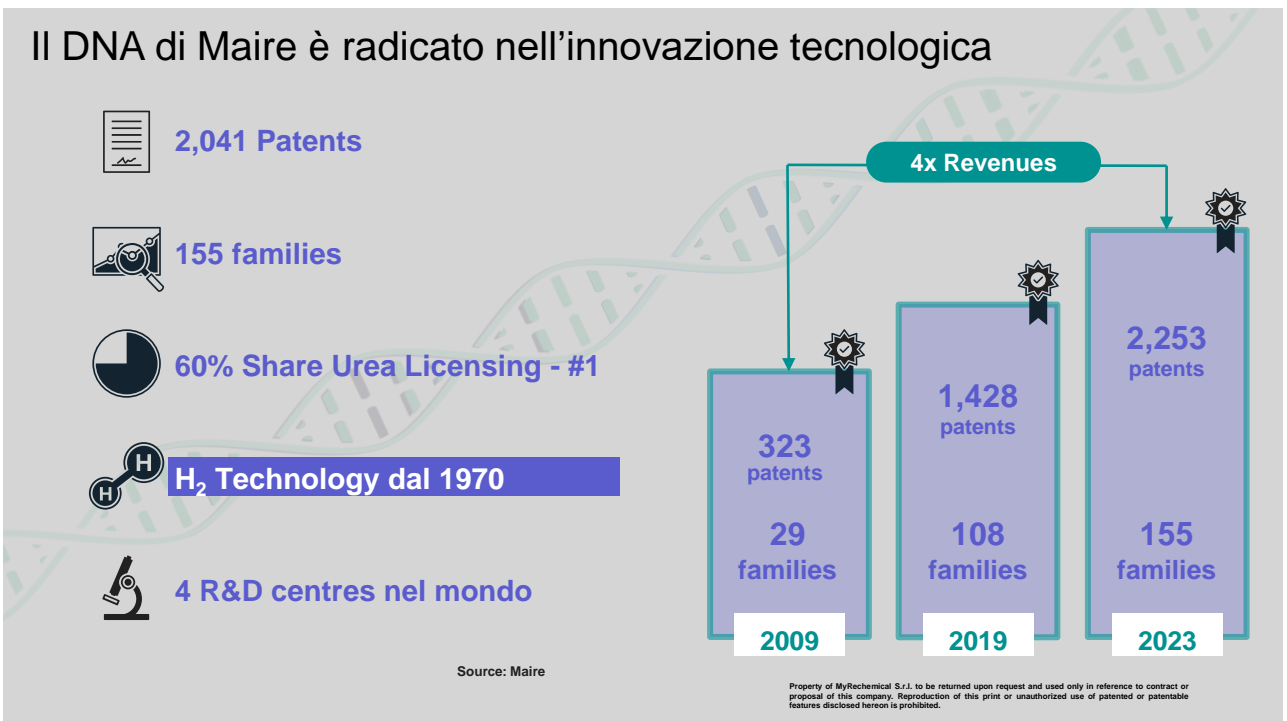 Il DNA di Maire è radicato nell’innovazione tecnologica
2,041 Patents
155 families
60% Share Urea Licensing - #1
H
H
H₂ Technology dal 1970
4 R&D centres nel mondo
Source: Maire
4x Revenues
323
patents
29
families
2009
1,428
patents
108
families
2019
2,253
patents
155
families
2023
Property of MyRechemical S.r.l. to be returned upon request and used only in reference to contract or
proposal of this company. Reproduction of this print or unauthorized use of patented or patentable
features disclosed hereon is prohibited.